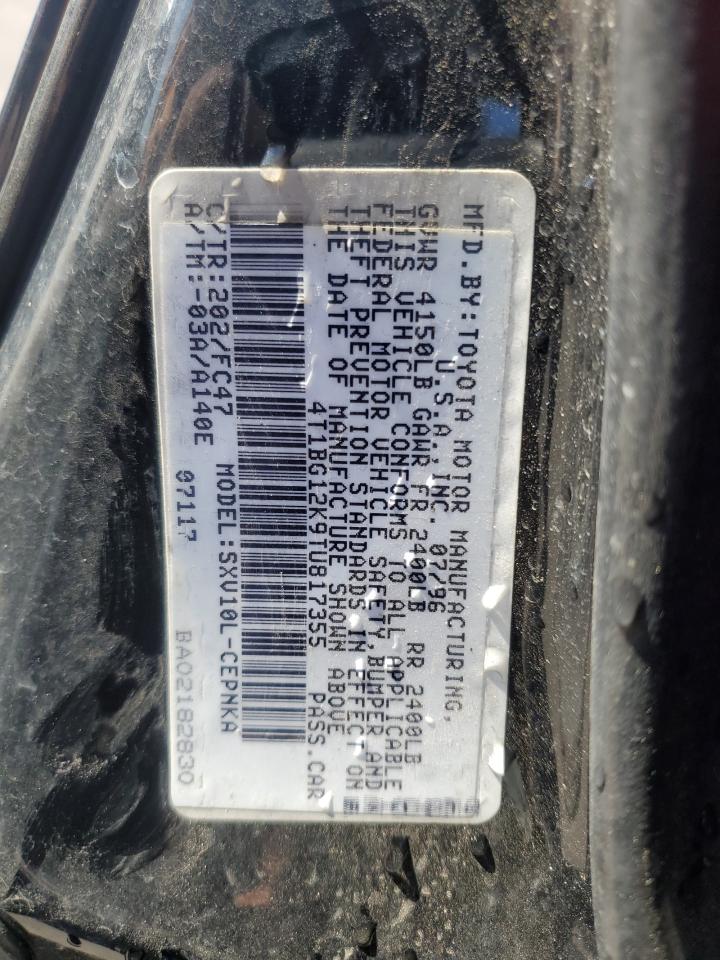 MFD.BY:TOYOTA MOTOR MANUFACTURING,
U.S.A.,INC. 07/96
GVWR 4150LB GAWR FR 2400LB RR 2400LB
THIS VEHICLE CONFORMS TO ALL APPLICABLE
FEDERAL MOTOR VEHICLE SAFETY,BUMPER AND
THEFT PREVENTION STANDARDS IN EFFECT ON
THE DATE OF MANUFACTURE SHOWN ABOVE
4T1BG12K9TU817355 PASS.CAR
C/TR:202/FC47 MODEL:SXV10L-CEPNKA
A/TM:-03A/A140E 07117 BA02182830